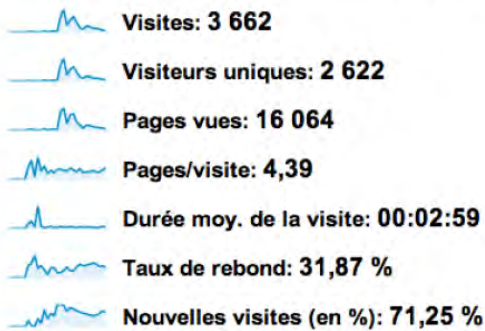 Visites: 3 662
Visiteurs uniques: 2 622
Pages vues: 16 064
Pages/visite: 4,39
Durée moy. de la visite: 00:02:59
Taux de rebond: 31,87 %
Nouvelles visites (en %): 71,25 %